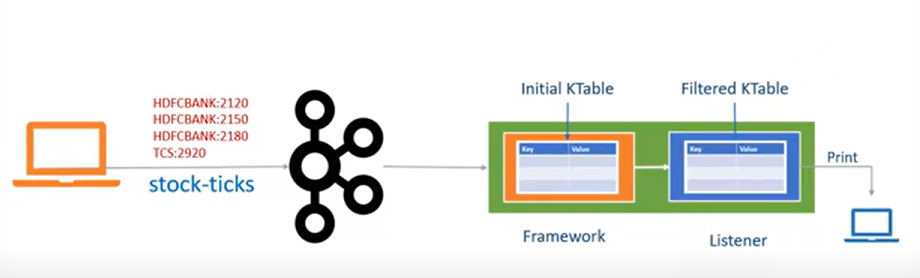 HDFCBANK:2120
HDFCBANK:2150
HDFCBANK:2180
TCS:2920
stock-ticks
Initial KTable
Filtered KTable
Key Value
Key Value
Print
Framework
Listener